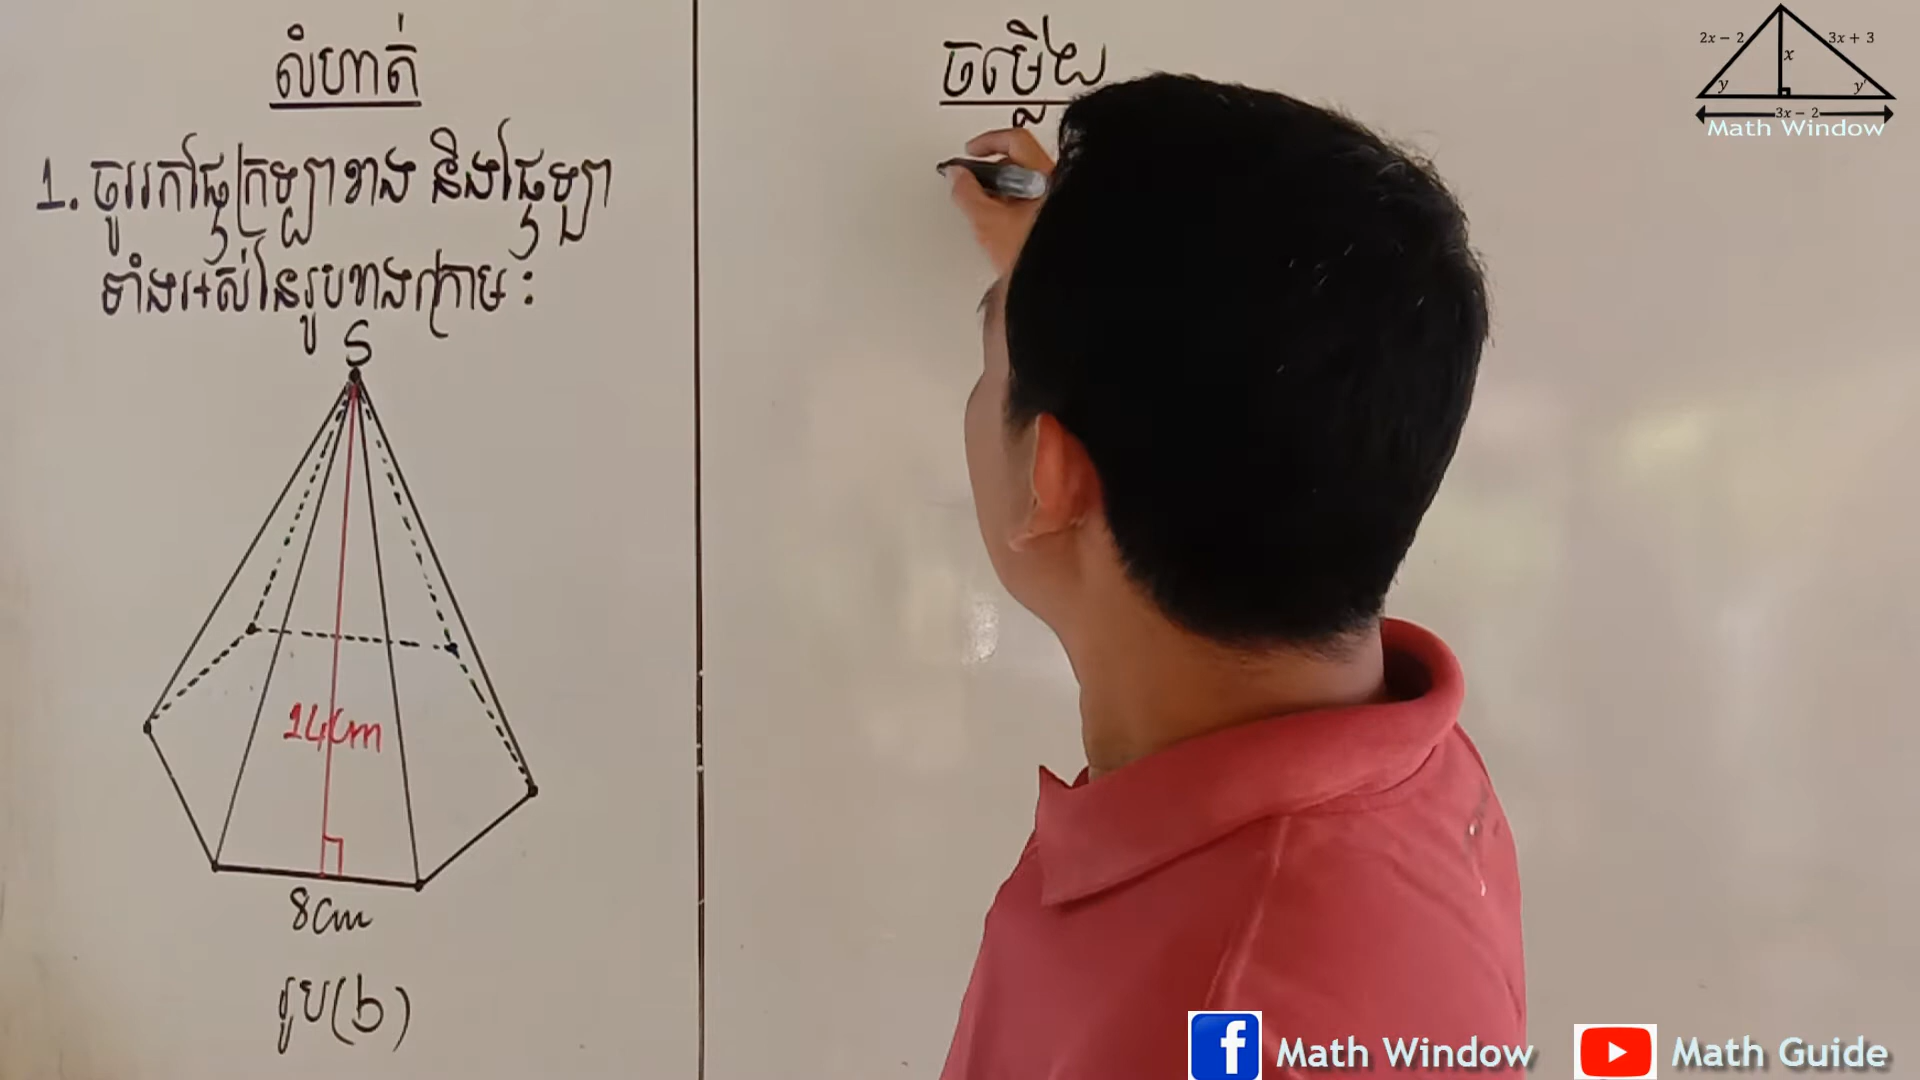 លំហាត់
1. ចូររកផ្ទៃក្រឡាខាង និងផ្ទៃក្រឡា
ទាំងអស់នៃរូបខាងក្រោម :
S
14cm
8cm
រូប(b)
ចម្លើយ
2x − 2
3x + 3
x
y
y'
3x − 2
Math Window
Math Window
Math Guide